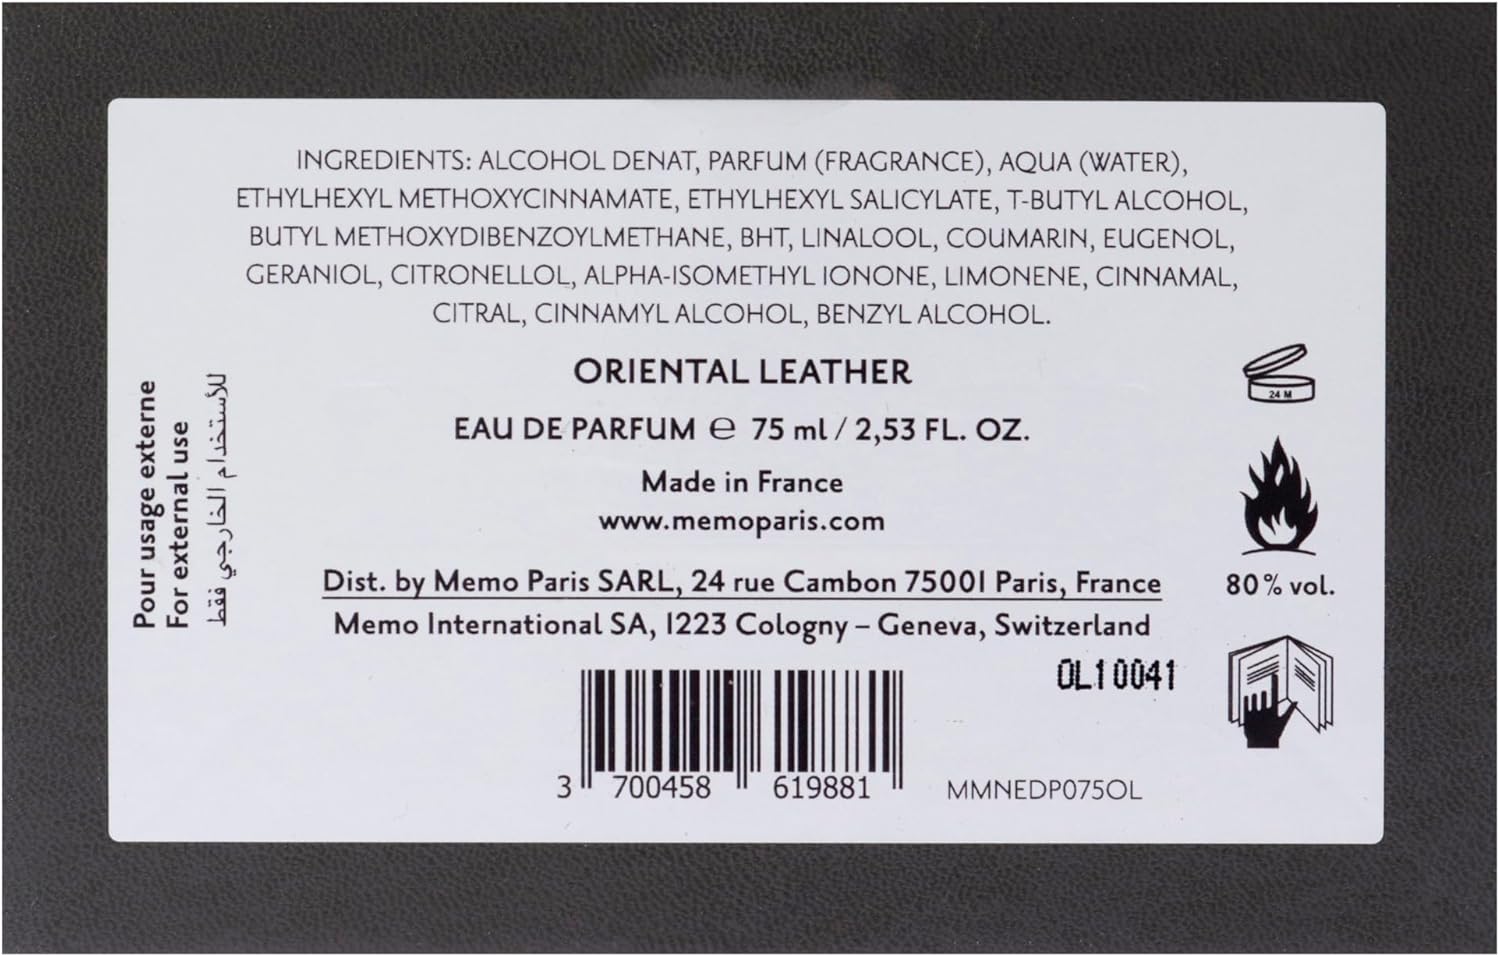 INGREDIENTS: ALCOHOL DENAT, PARFUM (FRAGRANCE), AQUA (WATER),
ETHYLHEXYL METHOXYCINNAMATE, ETHYLHEXYL SALICYLATE, T-BUTYL ALCOHOL,
BUTYL METHOXYDIBENZOYLMETHANE, BHT, LINALOOL, COUMARIN, EUGENOL,
GERANIOL, CITRONELLOL, ALPHA-ISOMETHYL IONONE, LIMONENE, CINNAMAL,
CITRAL, CINNAMYL ALCOHOL, BENZYL ALCOHOL.
ORIENTAL LEATHER
EAU DE PARFUM ℮ 75 ml / 2,53 FL. OZ.
Made in France
www.memoparis.com
Dist. by Memo Paris SARL, 24 rue Cambon 75001 Paris, France
Memo International SA, 1223 Cologny – Geneva, Switzerland
OL10041
3 700458 619881
MMNEDP075OL
Pour usage externe
For external use
للأستخدام الخارجي فقط
24 M
80% vol.